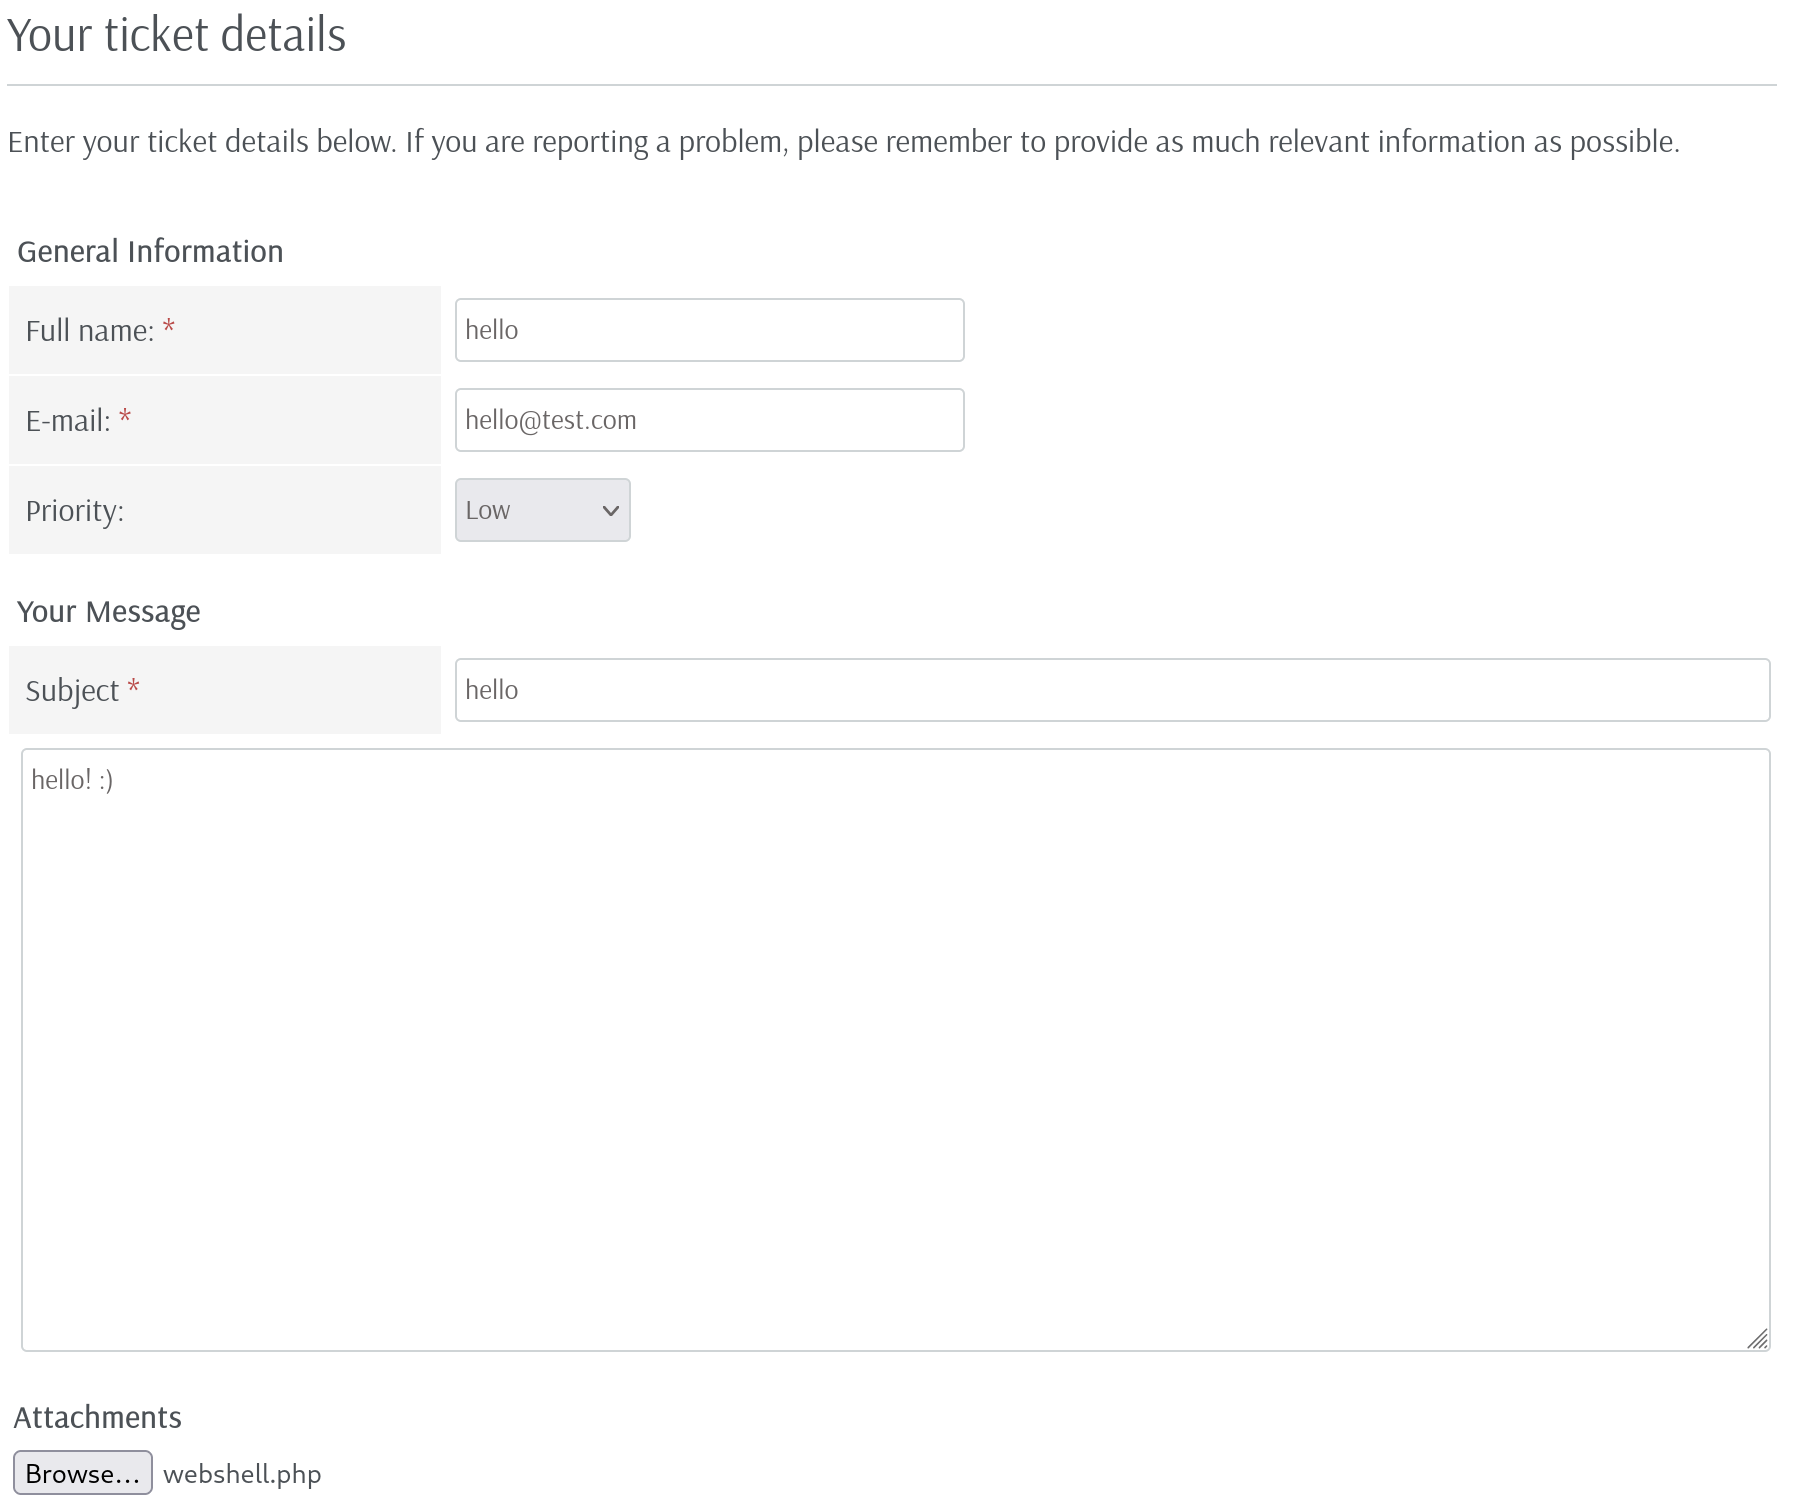 Your ticket details
Enter your ticket details below. If you are reporting a problem, please remember to provide as much relevant information as possible.
General Information
Full name: * hello
E-mail: * hello@test.com
Priority: Low
Your Message
Subject * hello
hello! :)
Attachments
Browse... webshell.php